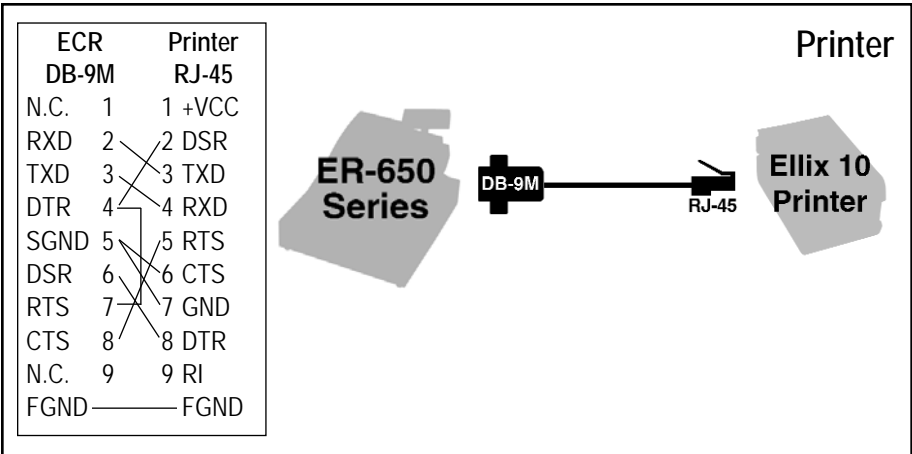 Printer
ECR Printer
DB-9M RJ-45
N.C. 1 1 +VCC
RXD 2 2 DSR
TXD 3 3 TXD
DTR 4 4 RXD
SGND 5 5 RTS
DSR 6 6 CTS
RTS 7 7 GND
CTS 8 8 DTR
N.C. 9 9 RI
FGND FGND
ER-650
Series
DB-9M
RJ-45
Ellix 10
Printer